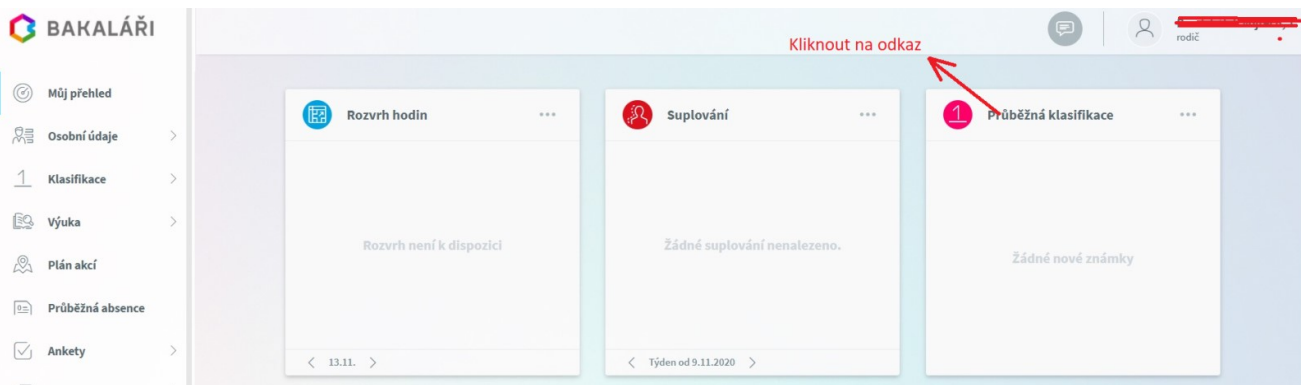 BAKALÁŘI
rodič
Kliknout na odkaz
Můj přehled
Osobní údaje
Klasifikace
Výuka
Plán akcí
Průběžná absence
Ankety
Rozvrh hodin
Rozvrh není k dispozici
13.11.
Suplování
Žádné suplování nenalezeno.
Týden od 9.11.2020
1 Průběžná klasifikace
Žádné nové známky